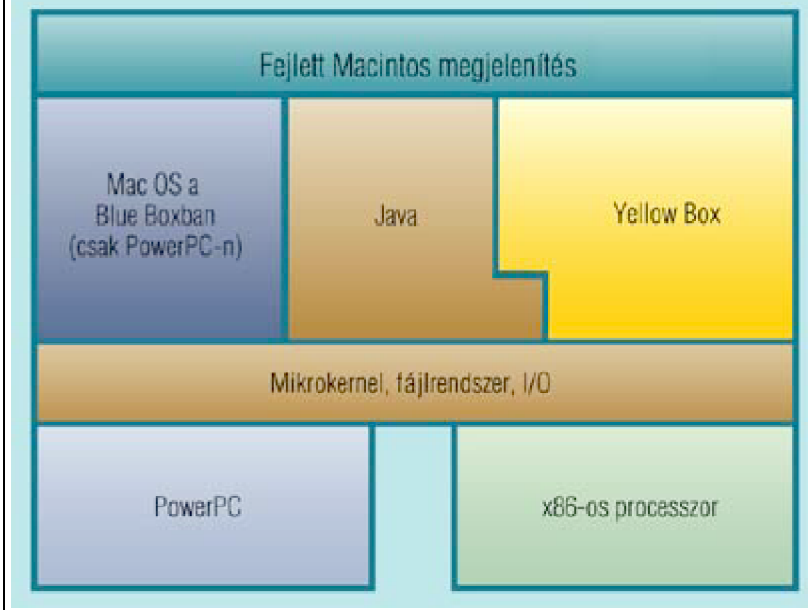 Fejlett Macintos megjelenítés
Mac OS a
Blue Boxban
(csak PowerPC-n)
Java
Yellow Box
Mikrokernel, fájlrendszer, I/O
PowerPC
x86-os processzor